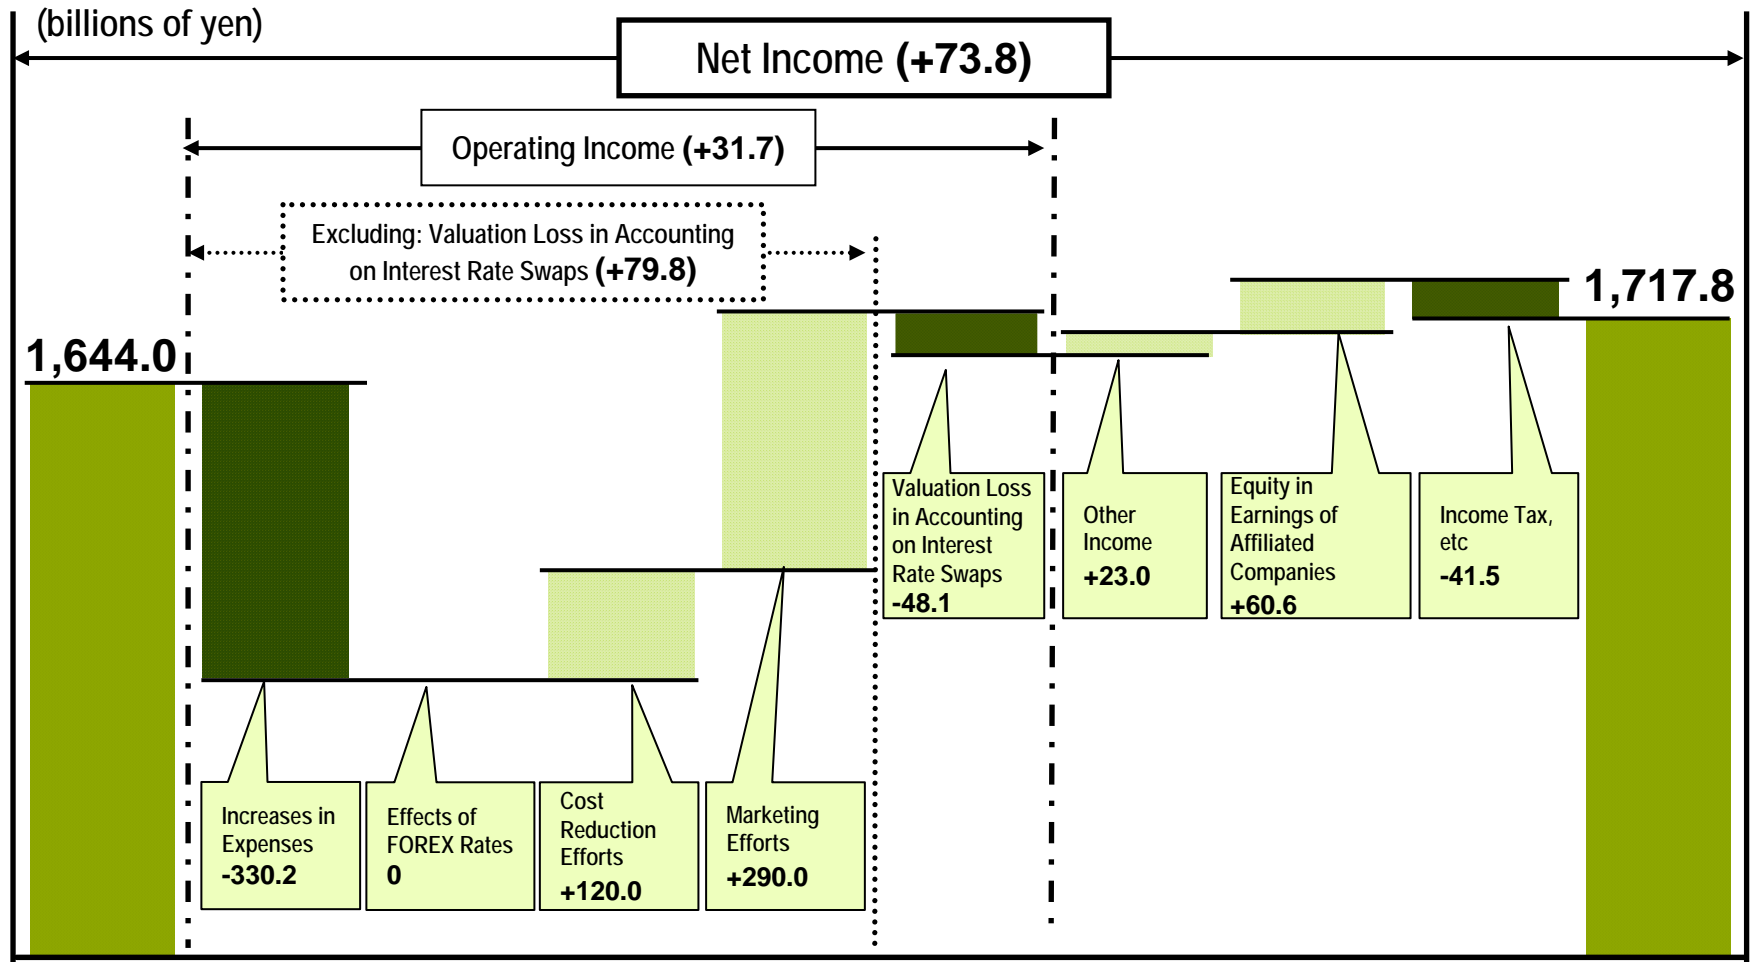 (billions of yen)
Net Income (+73.8)
Operating Income (+31.7)
Excluding: Valuation Loss in Accounting
on Interest Rate Swaps (+79.8)
1,644.0
1,717.8
Increases in
Expenses
-330.2
Effects of
FOREX Rates
0
Cost
Reduction
Efforts
+120.0
Marketing
Efforts
+290.0
Valuation Loss
in Accounting
on Interest
Rate Swaps
-48.1
Other
Income
+23.0
Equity in
Earnings of
Affiliated
Companies
+60.6
Income Tax,
etc
-41.5